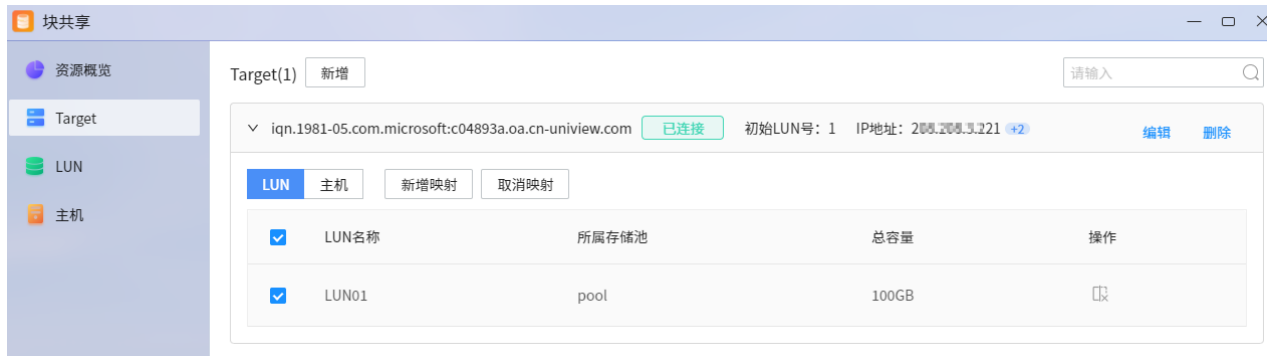 块共享
资源概览
Target
LUN
主机
Target(1) 新增 请输入
iqn.1981-05.com.microsoft:c04893a.oa.cn-uniview.com 已连接 初始LUN号：1 IP地址： +2 编辑 删除
LUN 主机 新增映射 取消映射
LUN名称 所属存储池 总容量 操作
LUN01 pool 100GB